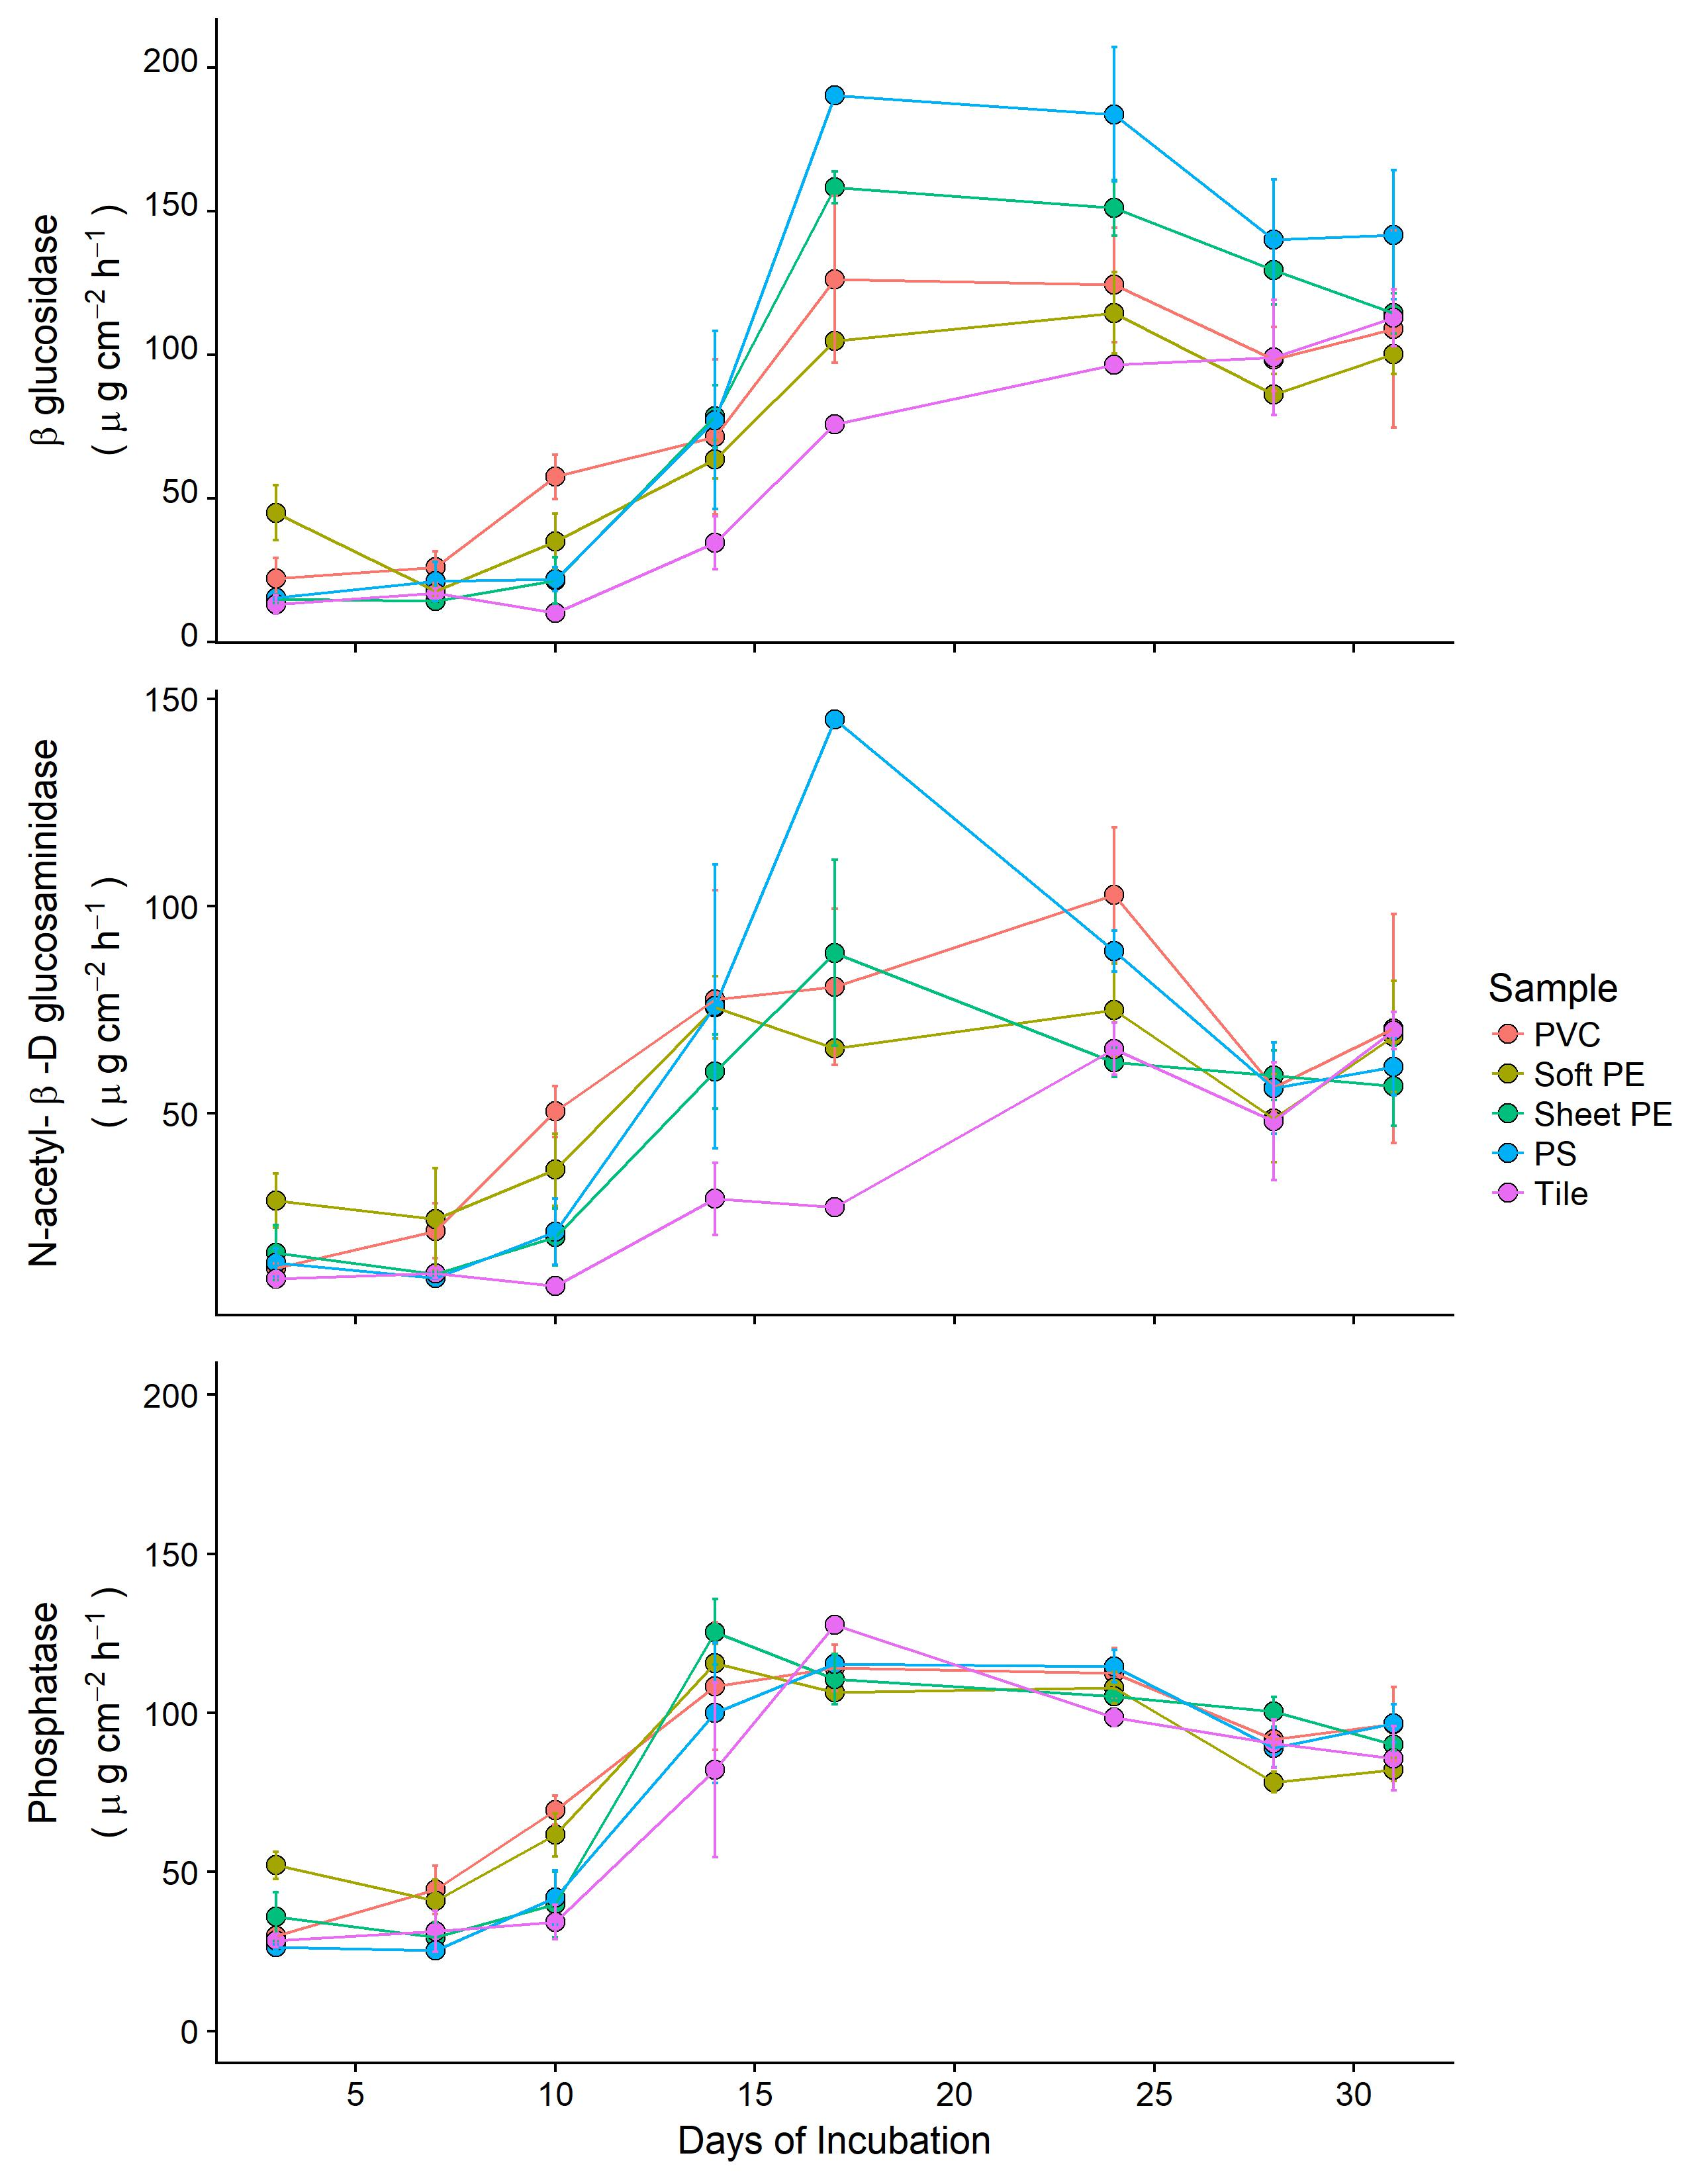 β glucosidase
( μ g cm⁻² h⁻¹ )
200
150
100
50
0
N-acetyl- β -D glucosaminidase
( μ g cm⁻² h⁻¹ )
150
100
50
Sample
PVC
Soft PE
Sheet PE
PS
Tile
Phosphatase
( μ g cm⁻² h⁻¹ )
200
150
100
50
0
5 10 15 20 25 30
Days of Incubation